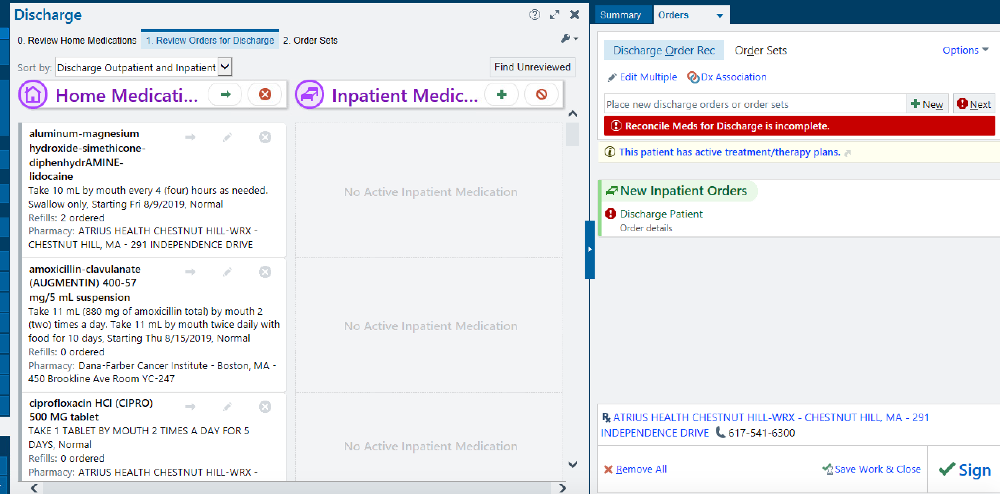 Discharge
0. Review Home Medications
1. Review Orders for Discharge
2. Order Sets
Sort by: Discharge Outpatient and Inpatient
Find Unreviewed
Home Medicati...
Inpatient Medic...
aluminum-magnesium
hydroxide-simethicone-
diphenhydrAMINE-
lidocaine
Take 10 mL by mouth every 4 (four) hours as needed.
Swallow only, Starting Fri 8/9/2019, Normal
Refills: 2 ordered
Pharmacy: ATRIUS HEALTH CHESTNUT HILL-WRX -
CHESTNUT HILL, MA - 291 INDEPENDENCE DRIVE
No Active Inpatient Medication
amoxicillin-clavulanate
(AUGMENTIN) 400-57
mg/5 mL suspension
Take 11 mL (880 mg of amoxicillin total) by mouth 2
(two) times a day. Take 11 mL by mouth twice daily with
food for 10 days, Starting Thu 8/15/2019, Normal
Refills: 0 ordered
Pharmacy: Dana-Farber Cancer Institute - Boston, MA -
450 Brookline Ave Room YC-247
No Active Inpatient Medication
ciprofloxacin HCl (CIPRO)
500 MG tablet
TAKE 1 TABLET BY MOUTH 2 TIMES A DAY FOR 5
DAYS, Normal
Refills: 0 ordered
Pharmacy: ATRIUS HEALTH CHESTNUT HILL-WRX -
No Active Inpatient Medication
Summary
Orders
Discharge Order Rec
Order Sets
Options
Edit Multiple
Dx Association
Place new discharge orders or order sets
New
Next
Reconcile Meds for Discharge is incomplete.
This patient has active treatment/therapy plans.
New Inpatient Orders
Discharge Patient
Order details
Rx ATRIUS HEALTH CHESTNUT HILL-WRX - CHESTNUT HILL, MA - 291
INDEPENDENCE DRIVE 617-541-6300
Remove All
Save Work & Close
Sign